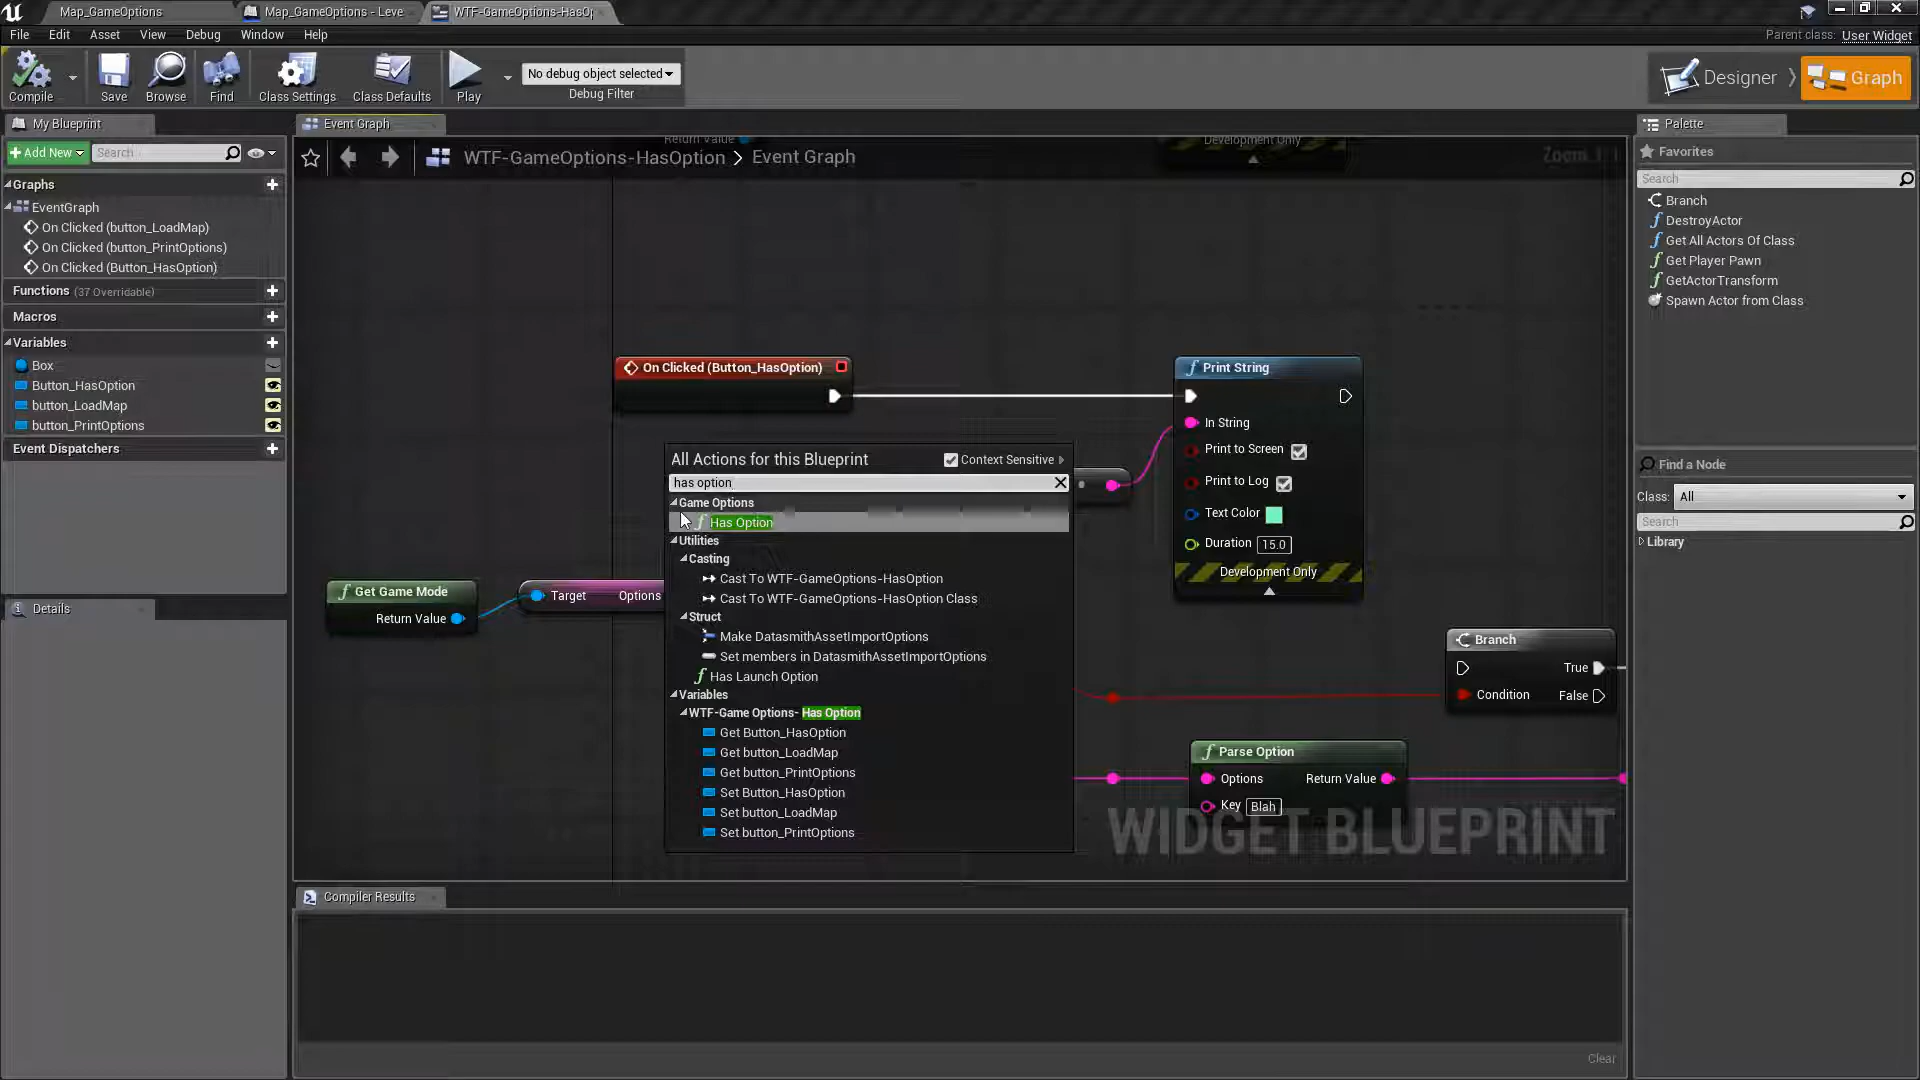 Map_GameOptions
Map_GameOptions - Leve
WTF-GameOptions-HasOp
File Edit Asset View Debug Window Help
Parent class: User Widget
Compile
Save
Browse
Find
Class Settings
Class Defaults
Play
No debug object selected
Debug Filter
Designer
Graph
My Blueprint
Add New
Search
Graphs
EventGraph
On Clicked (button_LoadMap)
On Clicked (button_PrintOptions)
On Clicked (Button_HasOption)
Functions (37 Overridable)
Macros
Variables
Box
Button_HasOption
button_LoadMap
button_PrintOptions
Event Dispatchers
Details
Event Graph
WTF-GameOptions-HasOption > Event Graph
Return Value
Development Only
Zoom 1:1
On Clicked (Button_HasOption)
Print String
In String
Print to Screen
Print to Log
Text Color
Duration 15.0
Development Only
All Actions for this Blueprint
Context Sensitive
has option
Game Options
Has Option
Utilities
Casting
Cast To WTF-GameOptions-HasOption
Cast To WTF-GameOptions-HasOption Class
Struct
Make DatasmithAssetImportOptions
Set members in DatasmithAssetImportOptions
Has Launch Option
Variables
WTF-Game Options- Has Option
Get Button_HasOption
Get button_LoadMap
Get button_PrintOptions
Set Button_HasOption
Set button_LoadMap
Set button_PrintOptions
Get Game Mode
Return Value
Target Options
Branch
True
Condition False
Parse Option
Options Return Value
Key Blah
WIDGET BLUEPRINT
Compiler Results
Clear
Palette
Favorites
Search
Branch
DestroyActor
Get All Actors Of Class
Get Player Pawn
GetActorTransform
Spawn Actor from Class
Find a Node
Class: All
Search
Library